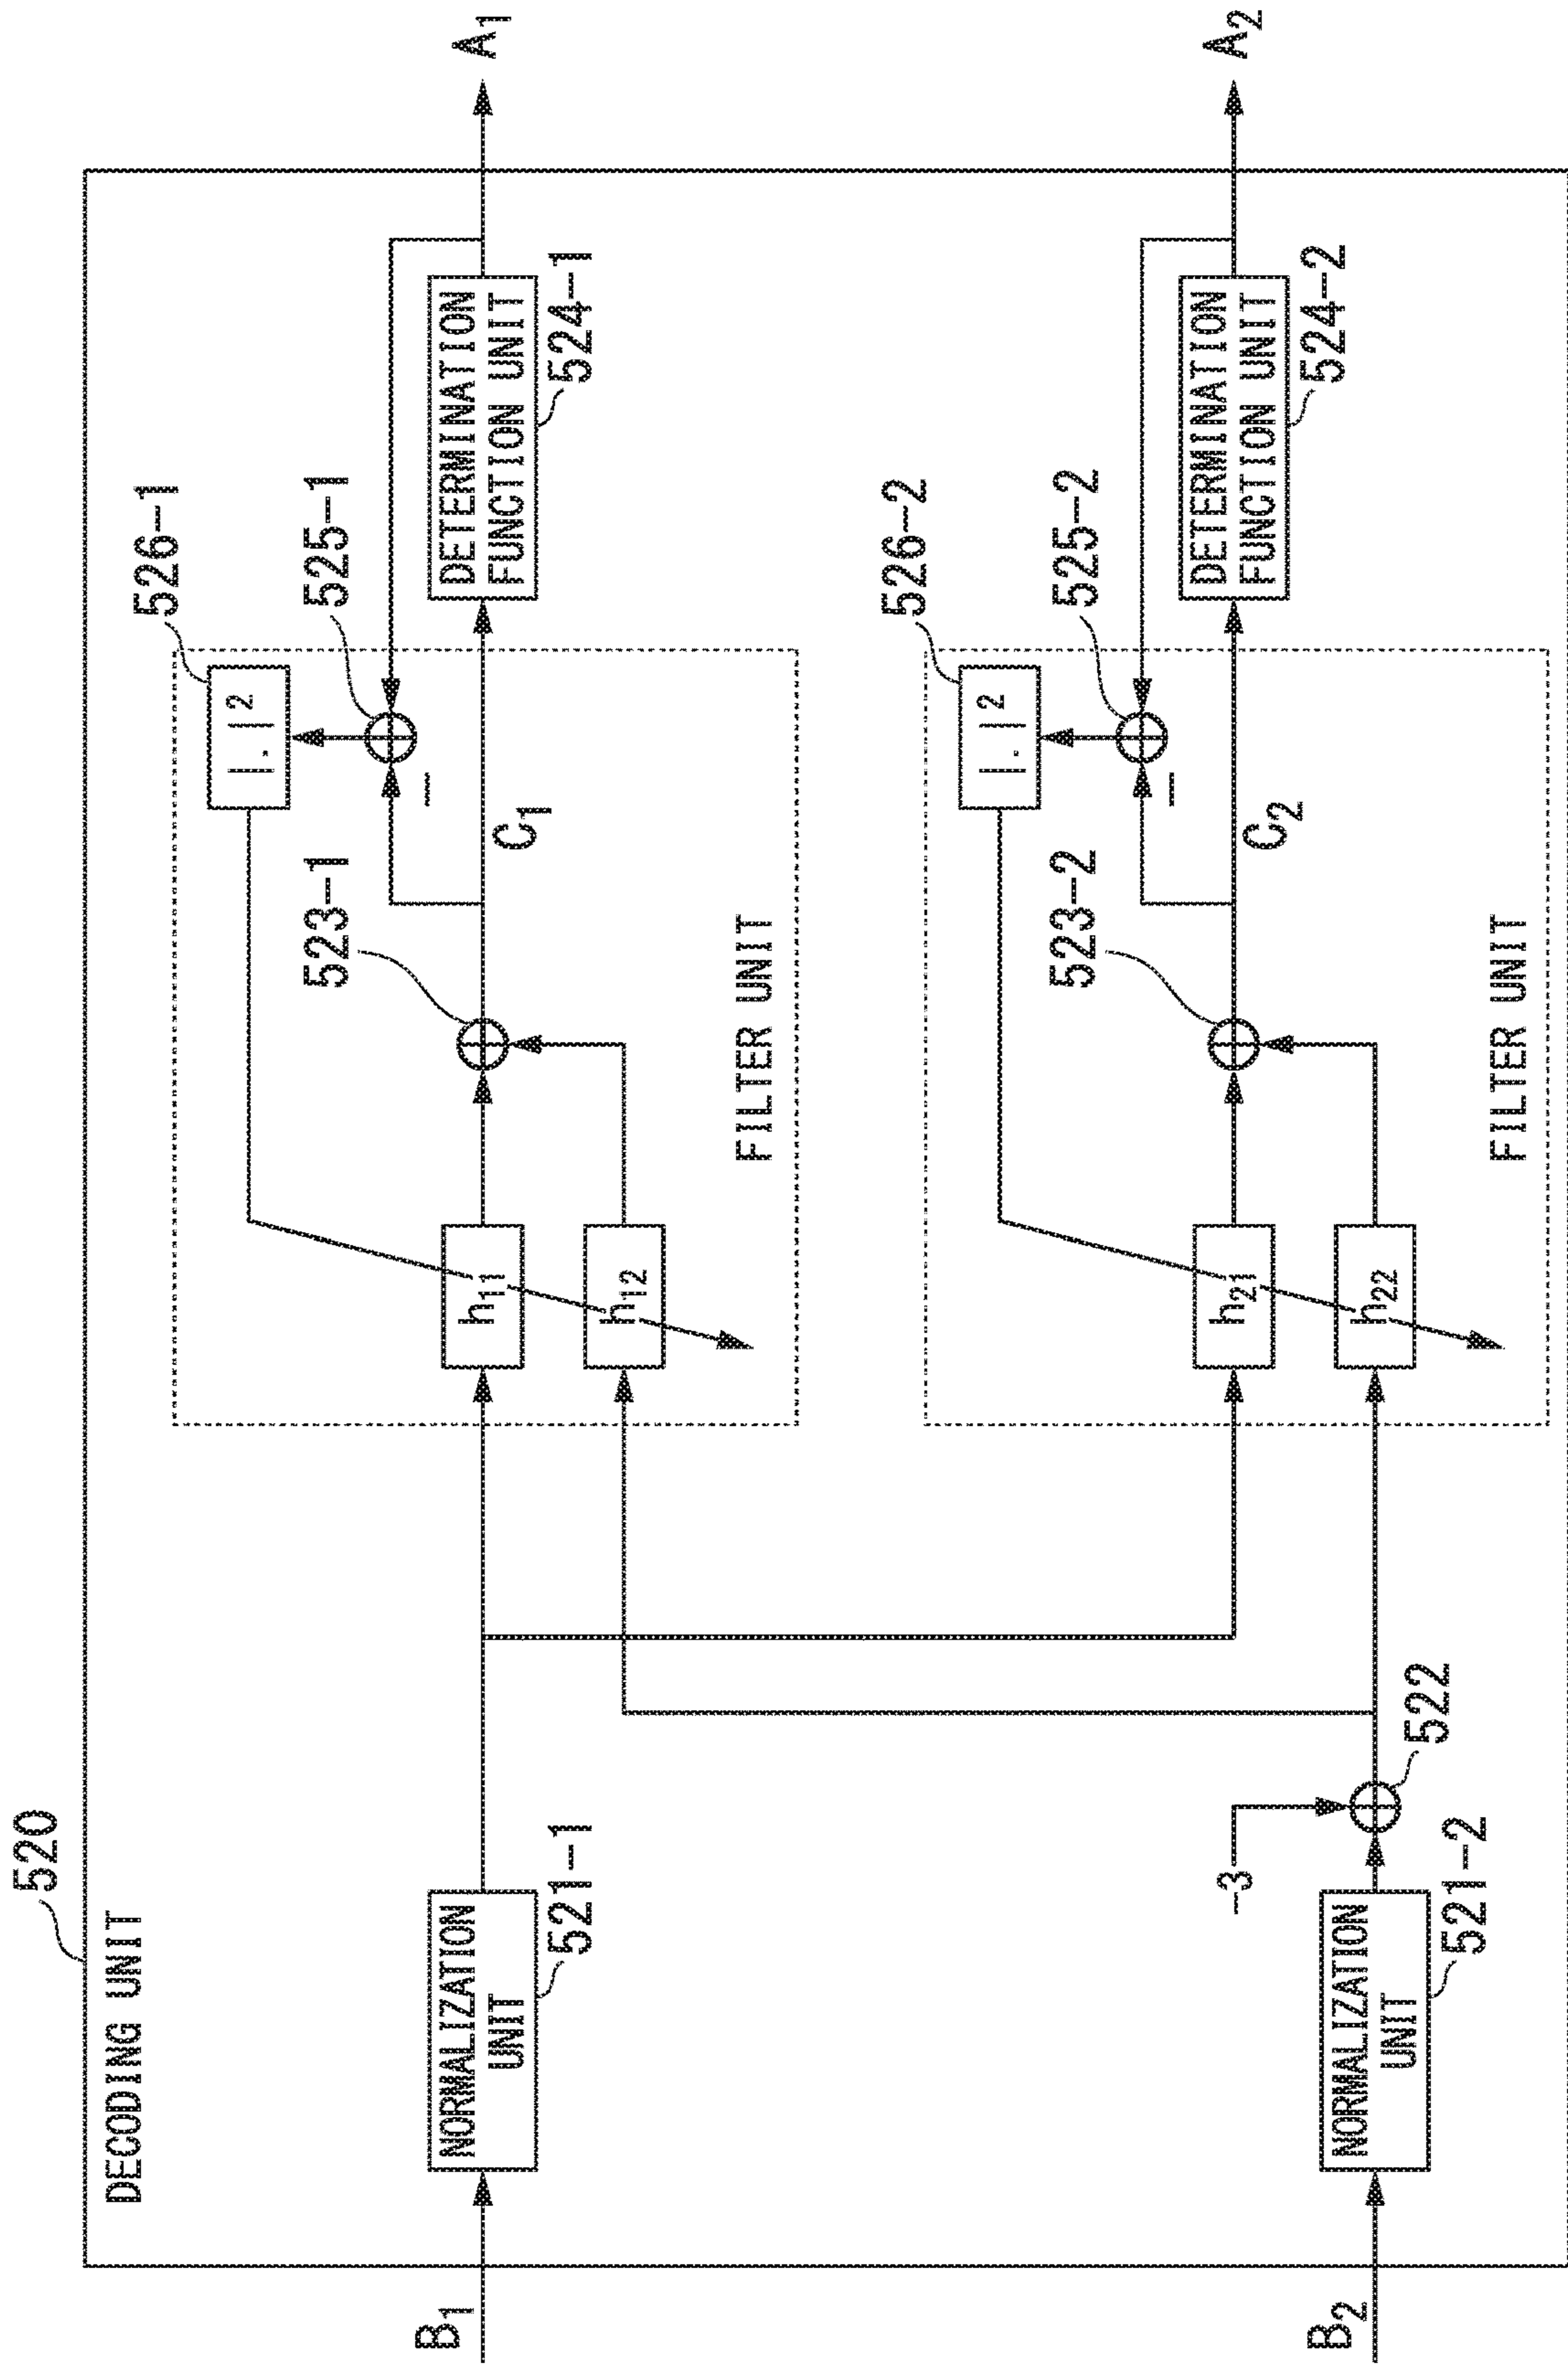 520
DECODING UNIT
B1
NORMALIZATION
UNIT
521-1
B2
NORMALIZATION
UNIT
521-2
-3
522
h11
h12
523-1
C1
−
525-1
526-1
|.|2
FILTER UNIT
DETERMINATION
FUNCTION UNIT
524-1
A1
h21
h22
523-2
C2
−
525-2
526-2
|.|2
FILTER UNIT
DETERMINATION
FUNCTION UNIT
524-2
A2